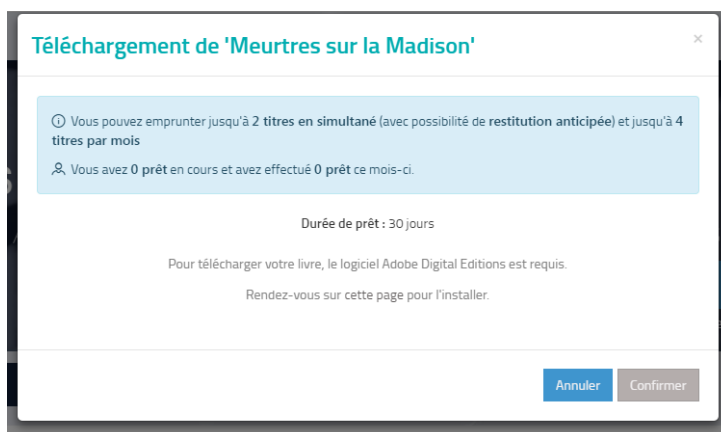 Téléchargement de 'Meurtres sur la Madison'
×
Vous pouvez emprunter jusqu'à 2 titres en simultané (avec possibilité de restitution anticipée) et jusqu'à 4
titres par mois
Vous avez 0 prêt en cours et avez effectué 0 prêt ce mois-ci.
Durée de prêt : 30 jours
Pour télécharger votre livre, le logiciel Adobe Digital Editions est requis.
Rendez-vous sur cette page pour l'installer.
Annuler Confirmer